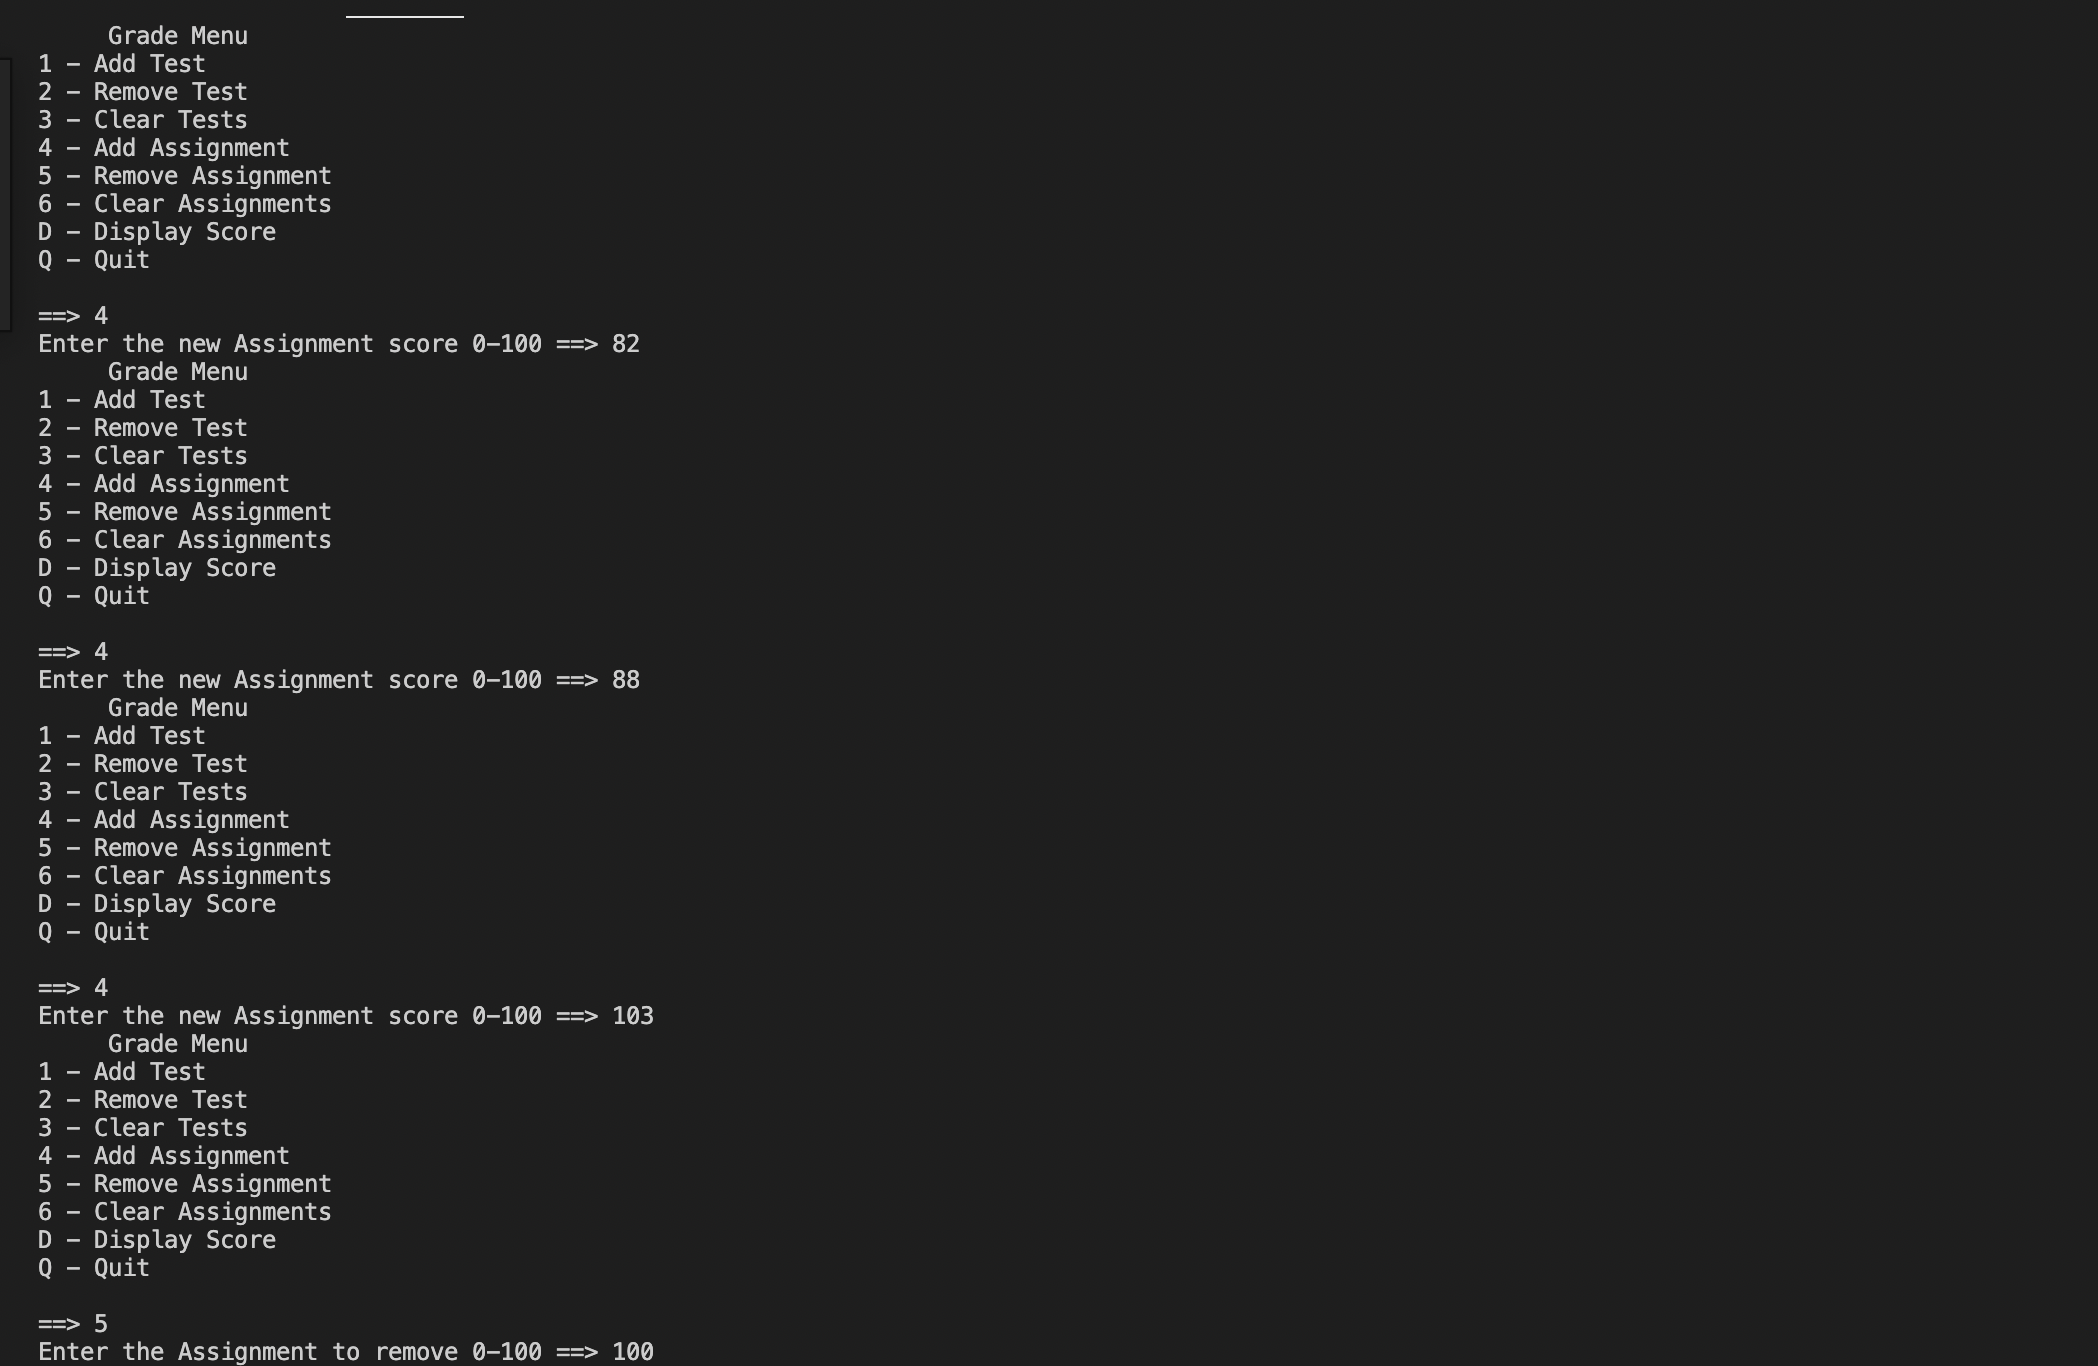 Grade Menu
1 - Add Test
2 - Remove Test
3 - Clear Tests
4 - Add Assignment
5 - Remove Assignment
6 - Clear Assignments
D - Display Score
Q - Quit
==> 4
Enter the new Assignment score 0-100 ==> 82
Grade Menu
1 - Add Test
2 - Remove Test
3 - Clear Tests
4 - Add Assignment
5 - Remove Assignment
6 - Clear Assignments
D - Display Score
Q - Quit
==> 4
Enter the new Assignment score 0-100 ==> 88
Grade Menu
1 - Add Test
2 - Remove Test
3 - Clear Tests
4 - Add Assignment
5 - Remove Assignment
6 - Clear Assignments
D - Display Score
Q - Quit
==> 4
Enter the new Assignment score 0-100 ==> 103
Grade Menu
1 - Add Test
2 - Remove Test
3 - Clear Tests
4 - Add Assignment
5 - Remove Assignment
6 - Clear Assignments
D - Display Score
Q - Quit
==> 5
Enter the Assignment to remove 0-100 ==> 100